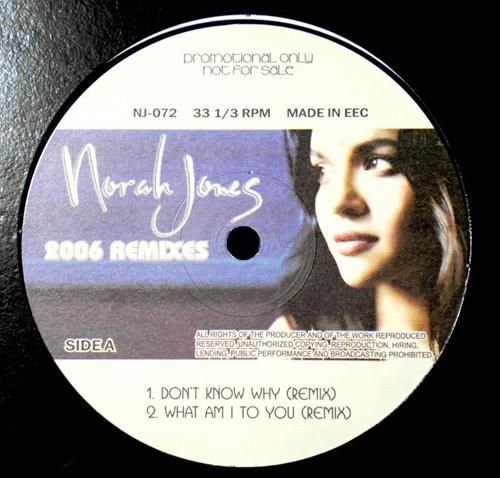 promotional only
not for sale
NJ-072 33 1/3 RPM MADE IN EEC
Norah Jones
2006 REMIXES
SIDE A
ALL RIGHTS OF THE PRODUCER AND OF THE WORK REPRODUCED
RESERVED. UNAUTHORIZED COPYING, REPRODUCTION, HIRING,
LENDING, PUBLIC PERFORMANCE AND BROADCASTING PROHIBITED
1. DON'T KNOW WHY (REMIX)
2. WHAT AM I TO YOU (REMIX)